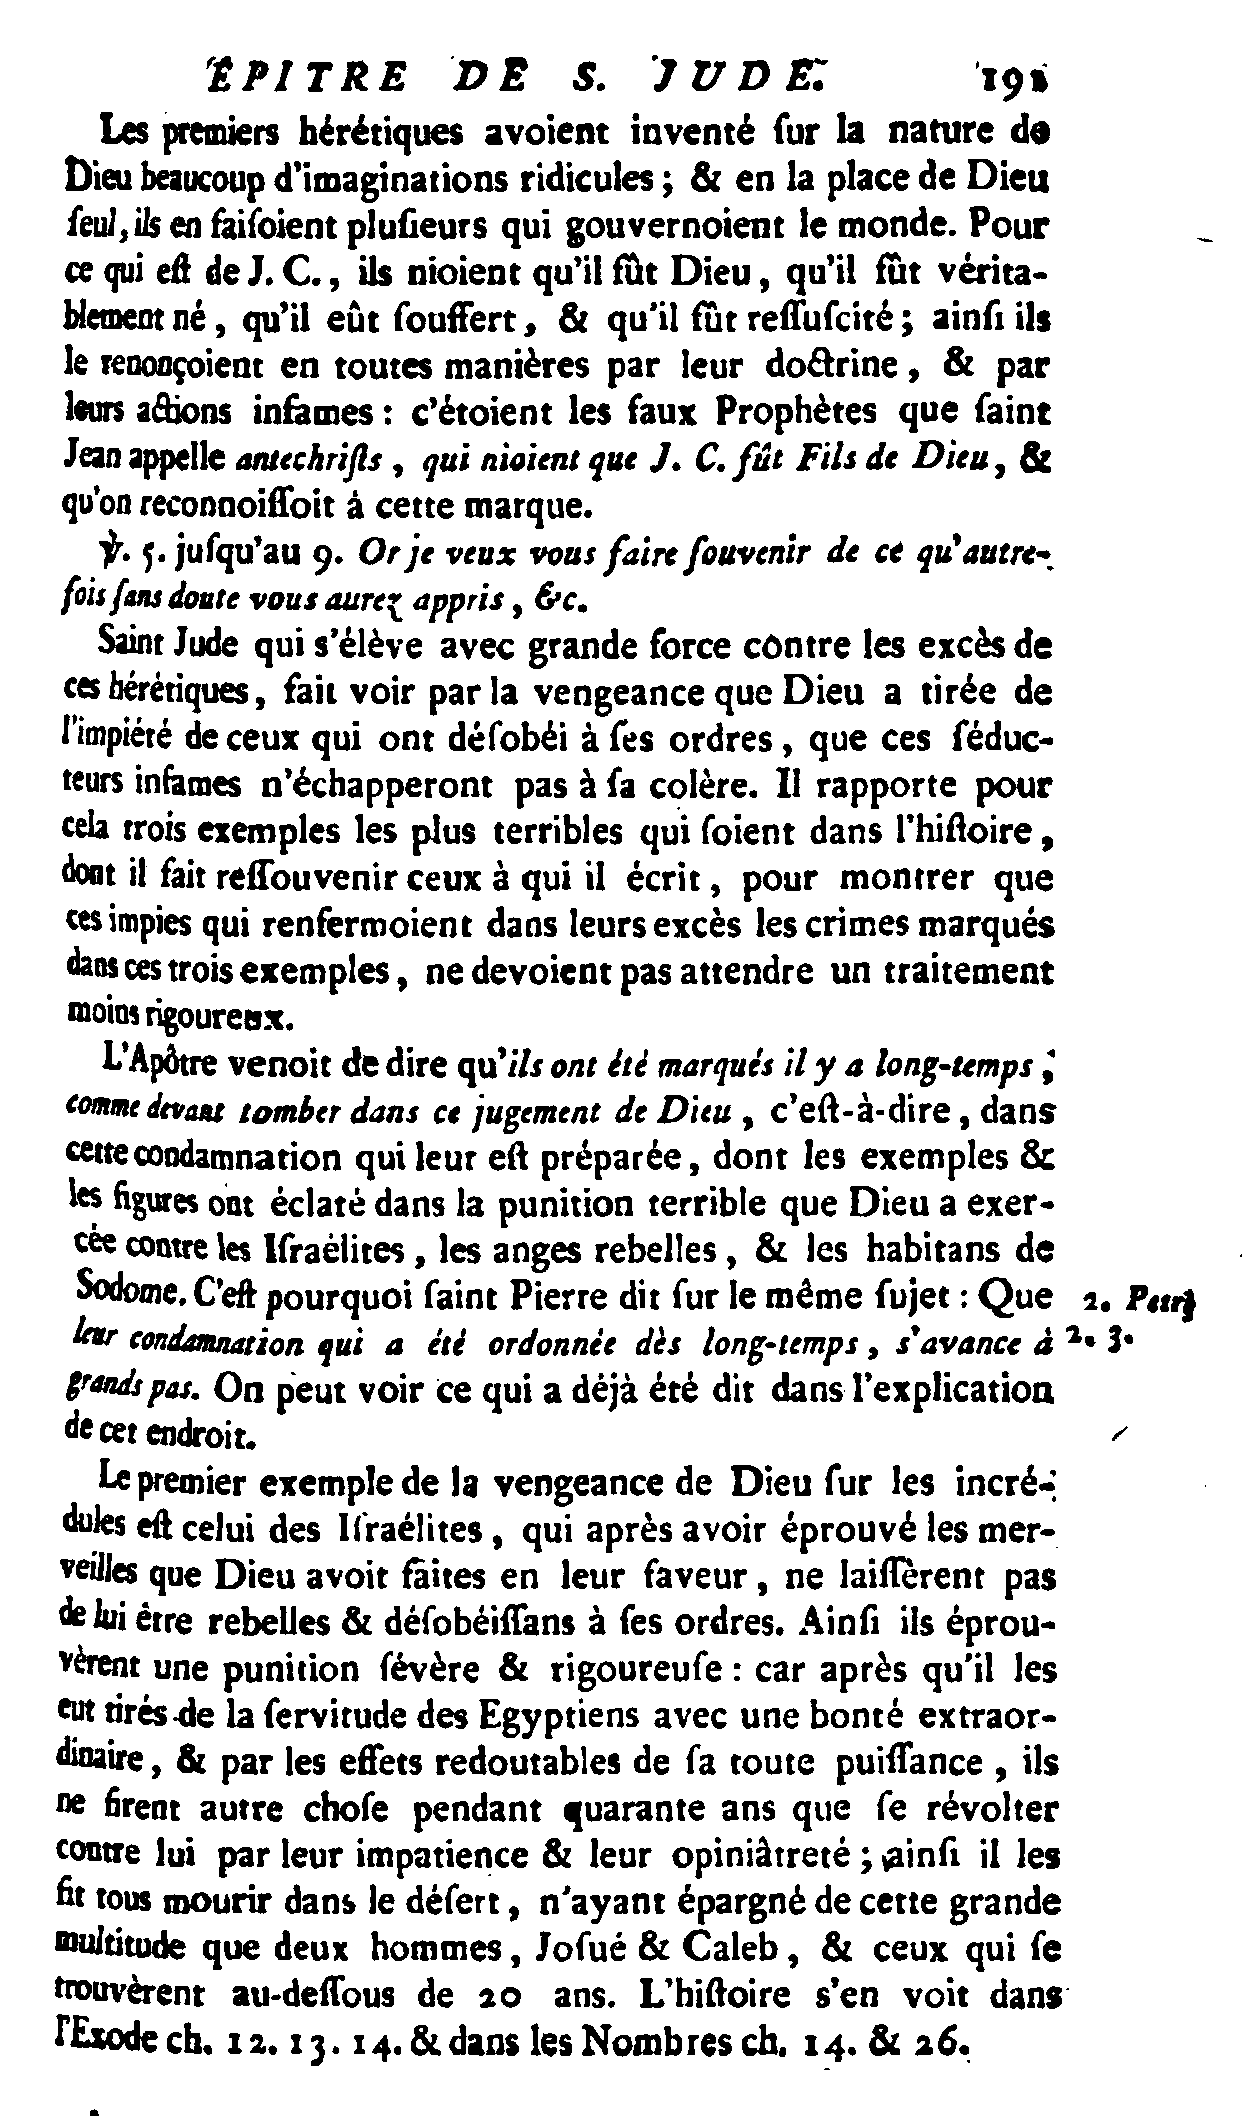 ÉPITRE DE S. JUDE. 191
Les premiers hérétiques avoient inventé ſur la nature de
Dieu beaucoup d'imaginations ridicules ; & en la place de Dieu
ſeul, ils en faiſoient pluſieurs qui gouvernoient le monde. Pour
ce qui eſt de J. C., ils nioient qu'il fût Dieu, qu'il fût vérita-
blement né, qu'il eût ſouffert, & qu'il fût reſſuſcité ; ainſi ils
le renonçoient en toutes manières par leur doctrine, & par
leurs actions infames : c'étoient les faux Prophètes que ſaint
Jean appelle antechriſts, qui nioient que J. C. fût Fils de Dieu, &
qu'on reconnoiſſoit à cette marque.
℣. 5. juſqu'au 9. Or je veux vous faire ſouvenir de ce qu'autre-
fois ſans doute vous aurez appris, &c.
Saint Jude qui s'élève avec grande force contre les excès de
ces hérétiques, fait voir par la vengeance que Dieu a tirée de
l'impiété de ceux qui ont déſobéi à ſes ordres, que ces ſéduc-
teurs infames n'échapperont pas à ſa colère. Il rapporte pour
cela trois exemples les plus terribles qui ſoient dans l'hiſtoire,
dont il fait reſſouvenir ceux à qui il écrit, pour montrer que
ces impies qui renfermoient dans leurs excès les crimes marqués
dans ces trois exemples, ne devoient pas attendre un traitement
moins rigoureux.
L'Apôtre venoit de dire qu'ils ont été marqués il y a long-temps,
comme devant tomber dans ce jugement de Dieu, c'eſt-à-dire, dans
cette condamnation qui leur eſt préparée, dont les exemples &
les figures ont éclaté dans la punition terrible que Dieu a exer-
cée contre les Iſraélites, les anges rebelles, & les habitans de
Sodome. C'eſt pourquoi ſaint Pierre dit ſur le même ſujet : Que 2. Petr.
leur condamnation qui a été ordonnée dès long-temps, s'avance à 2. 3.
grands pas. On peut voir ce qui a déjà été dit dans l'explication
de cet endroit.
Le premier exemple de la vengeance de Dieu ſur les incré-
dules eſt celui des Iſraélites, qui après avoir éprouvé les mer-
veilles que Dieu avoit faites en leur faveur, ne laiſſèrent pas
de lui être rebelles & déſobéiſſans à ſes ordres. Ainſi ils éprou-
vèrent une punition ſévère & rigoureuſe : car après qu'il les
eut tirés de la ſervitude des Egyptiens avec une bonté extraor-
dinaire, & par les effets redoutables de ſa toute puiſſance, ils
ne firent autre choſe pendant quarante ans que ſe révolter
contre lui par leur impatience & leur opiniâtreté ; ainſi il les
fit tous mourir dans le déſert, n'ayant épargné de cette grande
multitude que deux hommes, Joſué & Caleb, & ceux qui ſe
trouvèrent au-deſſous de 20 ans. L'hiſtoire s'en voit dans
l'Exode ch. 12. 13. 14. & dans les Nombres ch. 14. & 26.